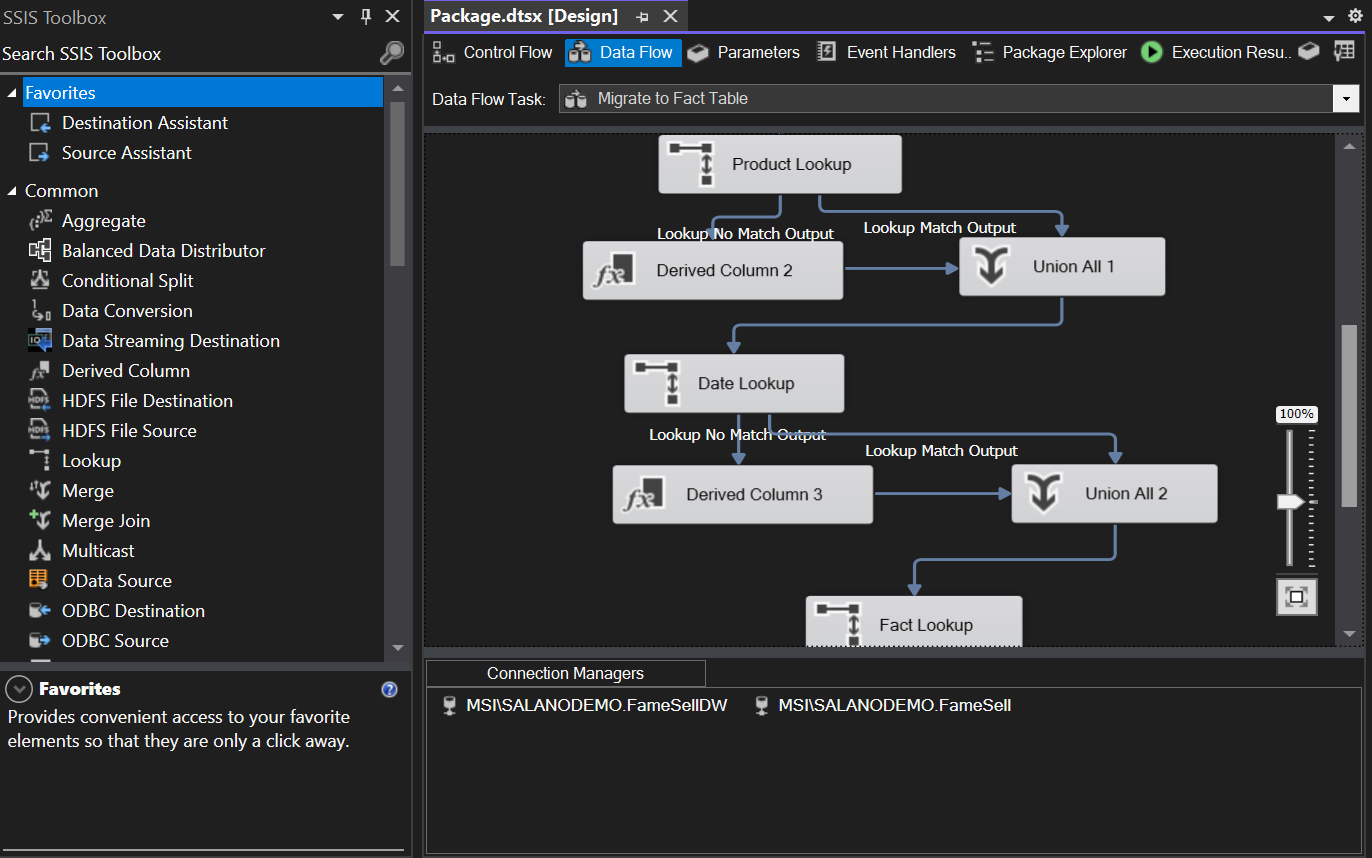 SSIS Toolbox
Search SSIS Toolbox
Favorites
Destination Assistant
Source Assistant
Common
Aggregate
Balanced Data Distributor
Conditional Split
Data Conversion
Data Streaming Destination
Derived Column
HDFS File Destination
HDFS File Source
Lookup
Merge
Merge Join
Multicast
OData Source
ODBC Destination
ODBC Source
Favorites
Provides convenient access to your favorite
elements so that they are only a click away.
Package.dtsx [Design]
Control Flow Data Flow Parameters Event Handlers Package Explorer Execution Resu..
Data Flow Task: Migrate to Fact Table
Product Lookup
Lookup No Match Output Lookup Match Output
Derived Column 2 Union All 1
Date Lookup
100%
Lookup No Match Output
Lookup Match Output
Derived Column 3 Union All 2
Fact Lookup
Connection Managers
MSI\SALANODEMO.FameSellDW MSI\SALANODEMO.FameSell